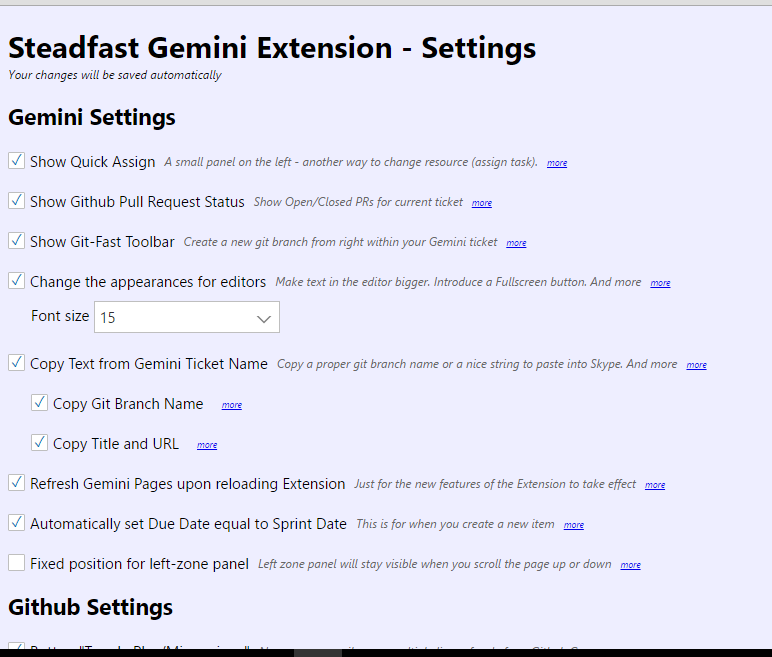 Steadfast Gemini Extension - Settings
Your changes will be saved automatically
Gemini Settings
Show Quick Assign A small panel on the left - another way to change resource (assign task). more
Show Github Pull Request Status Show Open/Closed PRs for current ticket more
Show Git-Fast Toolbar Create a new git branch from right within your Gemini ticket more
Change the appearances for editors Make text in the editor bigger. Introduce a Fullscreen button. And more more
Font size 15
Copy Text from Gemini Ticket Name Copy a proper git branch name or a nice string to paste into Skype. And more more
Copy Git Branch Name more
Copy Title and URL more
Refresh Gemini Pages upon reloading Extension Just for the new features of the Extension to take effect more
Automatically set Due Date equal to Sprint Date This is for when you create a new item more
Fixed position for left-zone panel Left zone panel will stay visible when you scroll the page up or down more
Github Settings